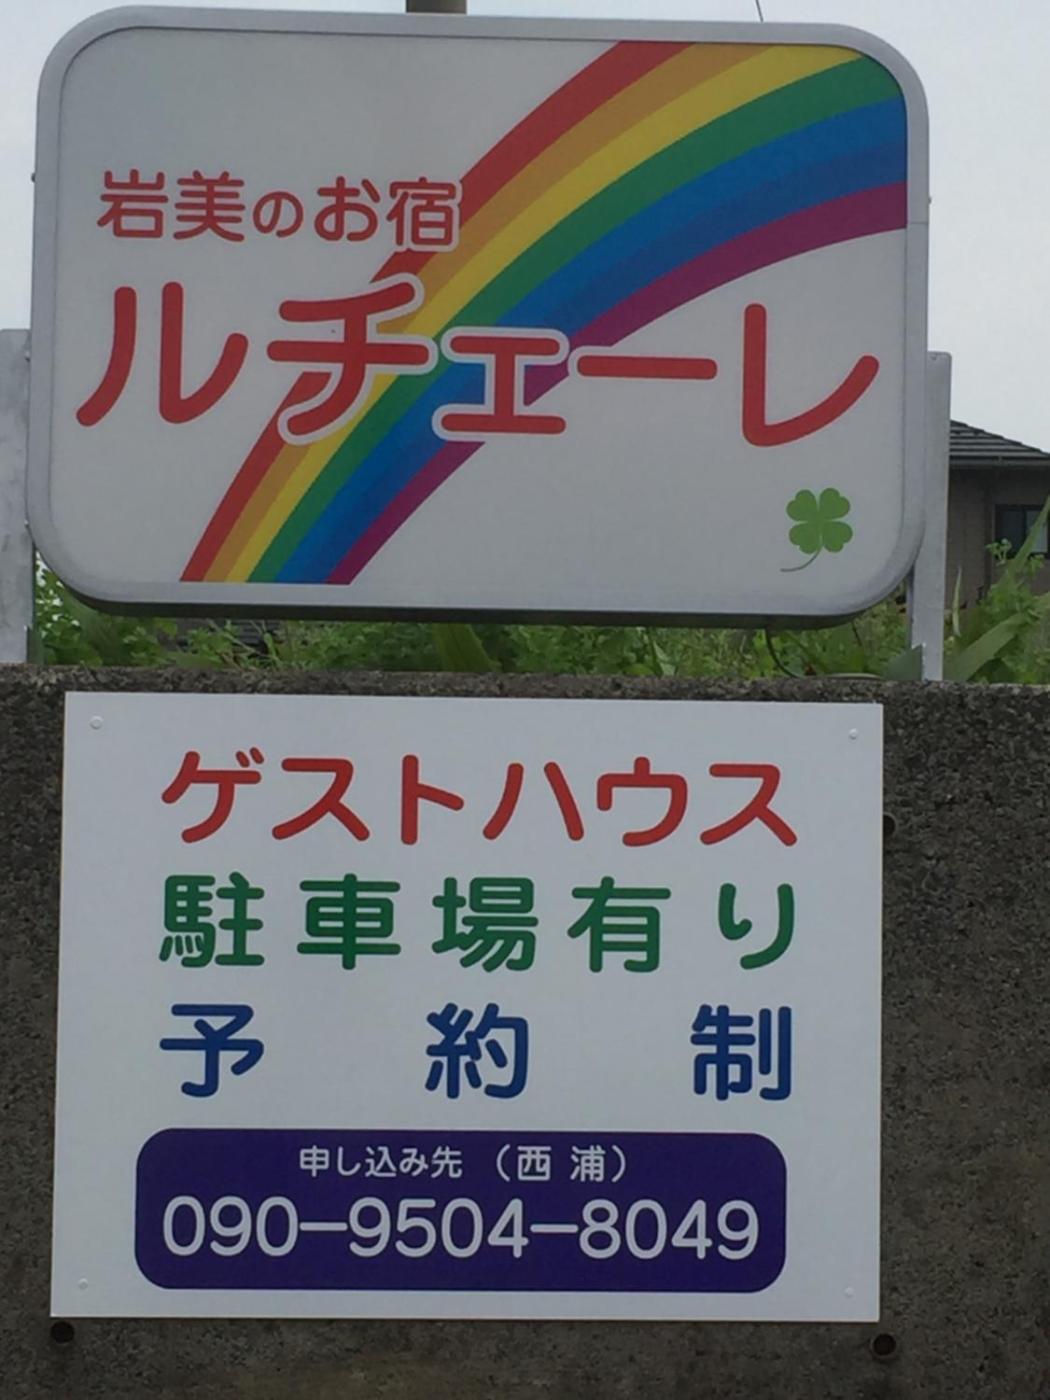 岩美のお宿
ルチェーレ
ゲストハウス
駐車場有り
予約制
申し込み先（西浦）
090-9504-8049